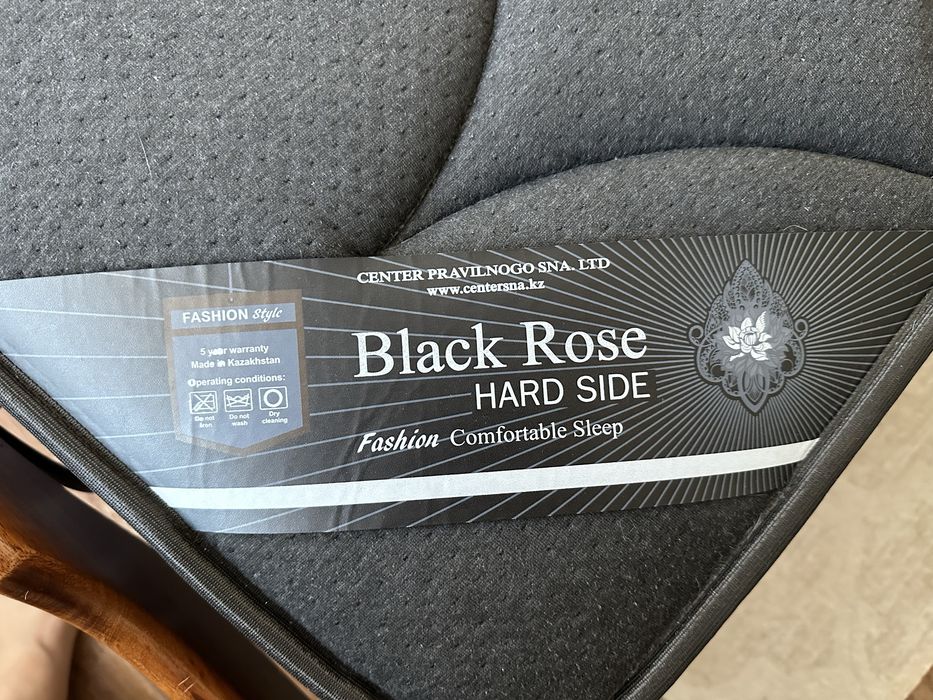 CENTER PRAVILNOGO SNA. LTD
www.centersna.kz
FASHION Style
5 year warranty
Made in Kazakhstan
Operating conditions:
Do not
iron
Do not
wash
Dry
cleaning
Black Rose
HARD SIDE
Fashion Comfortable Sleep